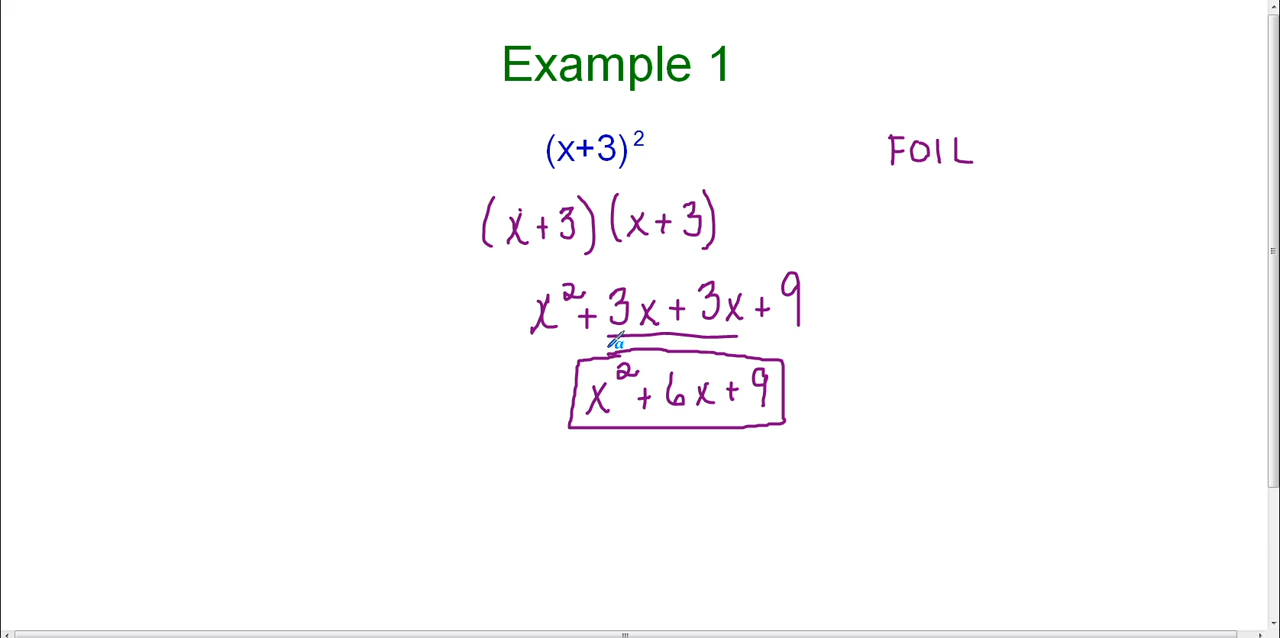 Example 1
(x+3)²
FOIL
(x+3)(x+3)
x²+3x+3x+9
x²+6x+9